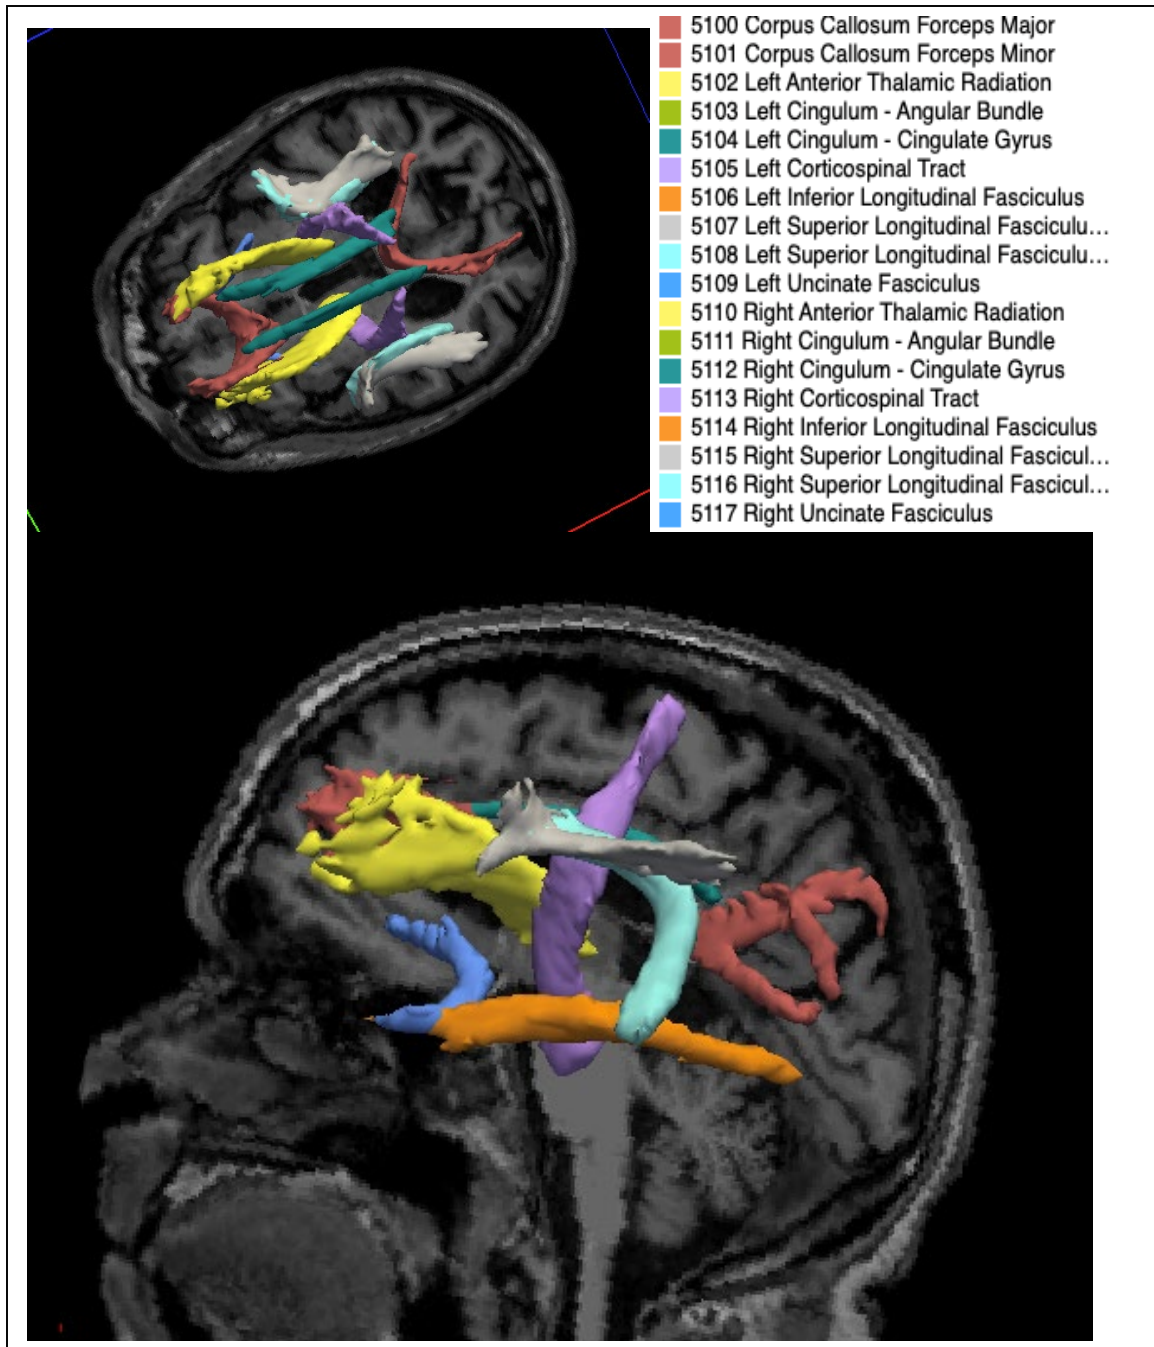 5100 Corpus Callosum Forceps Major
5101 Corpus Callosum Forceps Minor
5102 Left Anterior Thalamic Radiation
5103 Left Cingulum - Angular Bundle
5104 Left Cingulum - Cingulate Gyrus
5105 Left Corticospinal Tract
5106 Left Inferior Longitudinal Fasciculus
5107 Left Superior Longitudinal Fasciculu...
5108 Left Superior Longitudinal Fasciculu...
5109 Left Uncinate Fasciculus
5110 Right Anterior Thalamic Radiation
5111 Right Cingulum - Angular Bundle
5112 Right Cingulum - Cingulate Gyrus
5113 Right Corticospinal Tract
5114 Right Inferior Longitudinal Fasciculus
5115 Right Superior Longitudinal Fascicul...
5116 Right Superior Longitudinal Fascicul...
5117 Right Uncinate Fasciculus